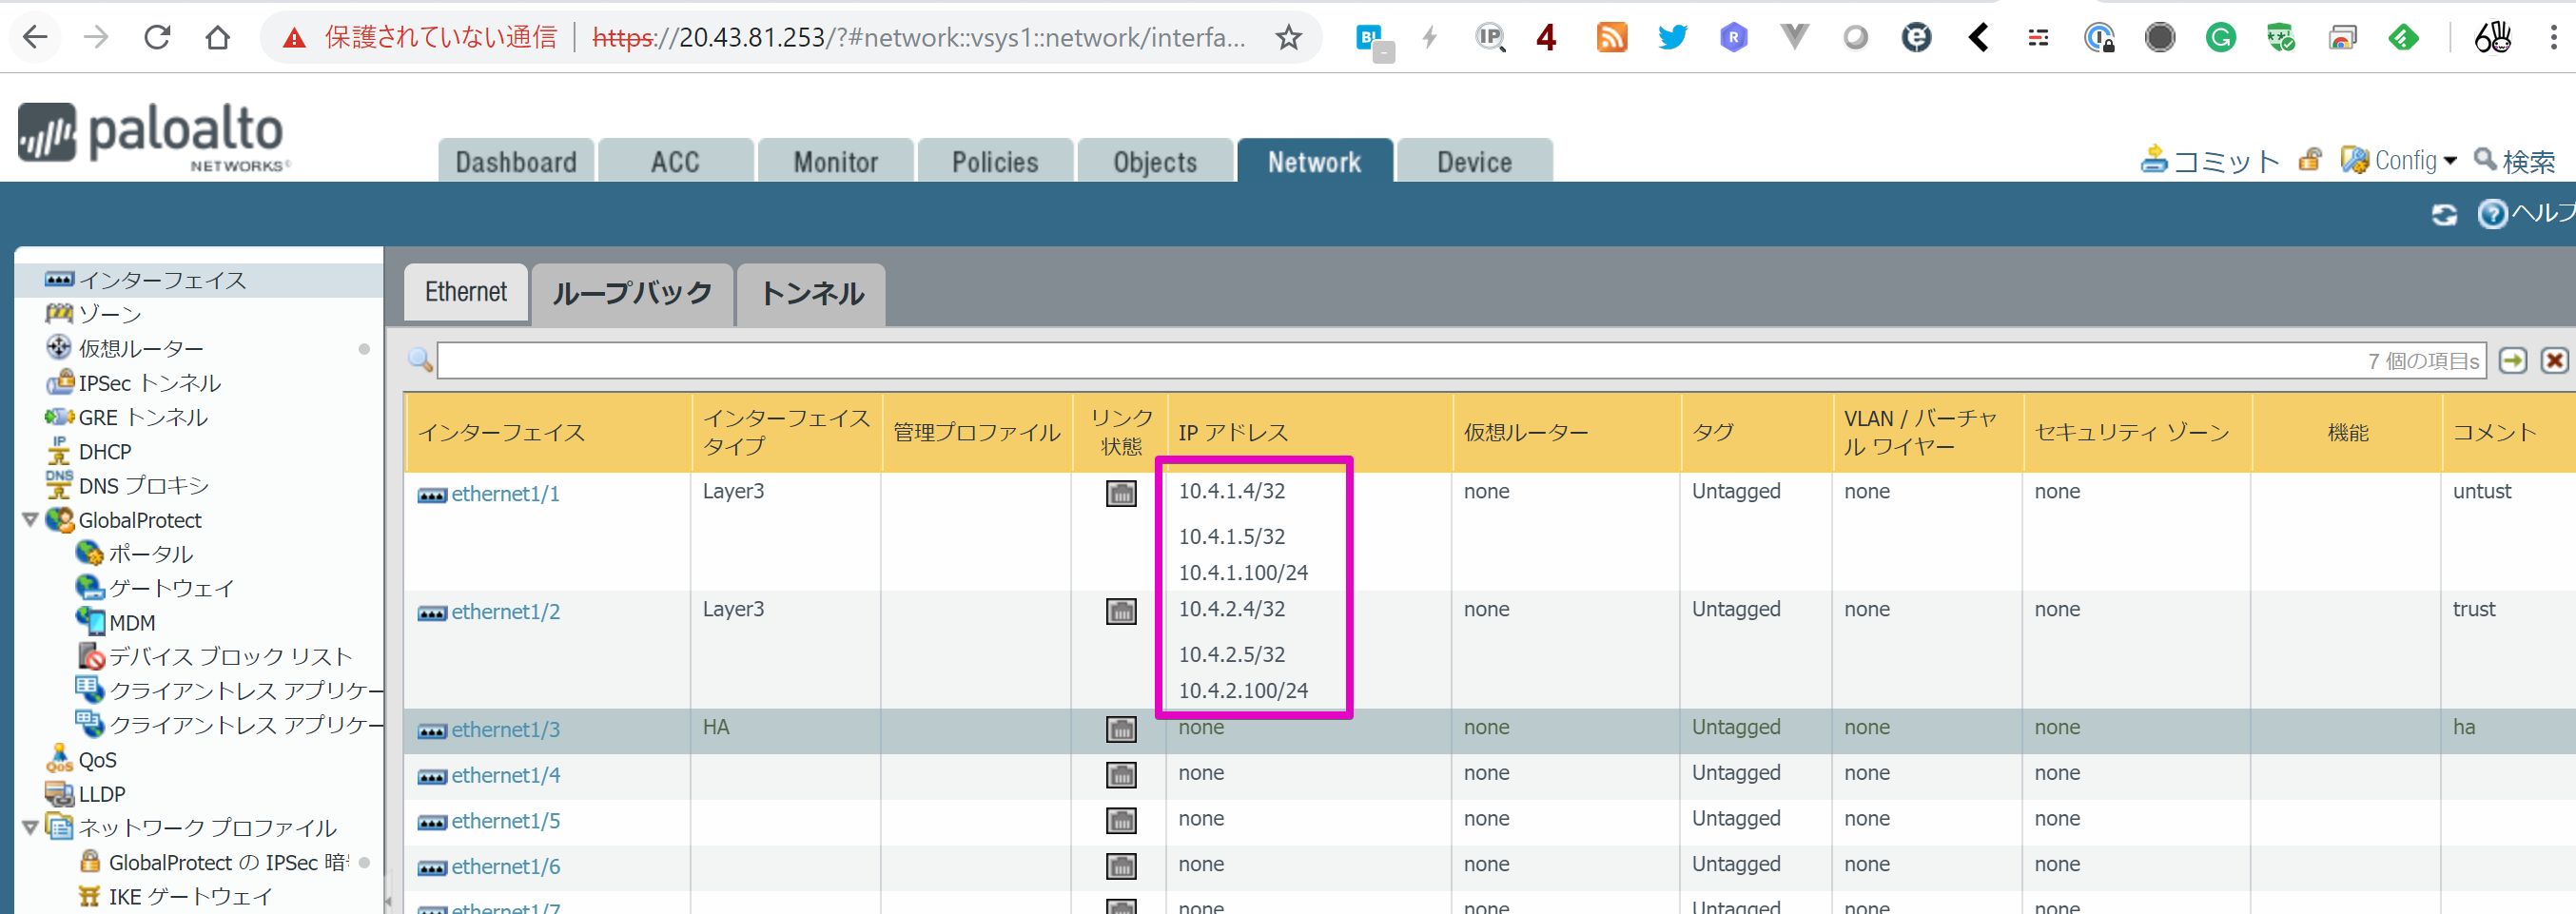 保護されていない通信 https://20.43.81.253/?#network::vsys1::network/interfa...
paloalto
NETWORKS
Dashboard ACC Monitor Policies Objects Network Device
コミット Config 検索
ヘルプ
インターフェイス
ゾーン
仮想ルーター
IPSec トンネル
GRE トンネル
DHCP
DNS プロキシ
GlobalProtect
ポータル
ゲートウェイ
MDM
デバイス ブロック リスト
クライアントレス アプリケー
クライアントレス アプリケー
QoS
LLDP
ネットワーク プロファイル
GlobalProtect の IPSec 暗
IKE ゲートウェイ
Ethernet ループバック トンネル
7 個の項目s
インターフェイス インターフェイス タイプ 管理プロファイル リンク状態 IP アドレス 仮想ルーター タグ VLAN / バーチャル ワイヤー セキュリティ ゾーン 機能 コメント
ethernet1/1 Layer3 10.4.1.4/32 none Untagged none none untust
10.4.1.5/32
10.4.1.100/24
ethernet1/2 Layer3 10.4.2.4/32 none Untagged none none trust
10.4.2.5/32
10.4.2.100/24
ethernet1/3 HA none none Untagged none none ha
ethernet1/4 none none Untagged none none
ethernet1/5 none none Untagged none none
ethernet1/6 none none Untagged none none
ethernet1/7 none none Untagged none none